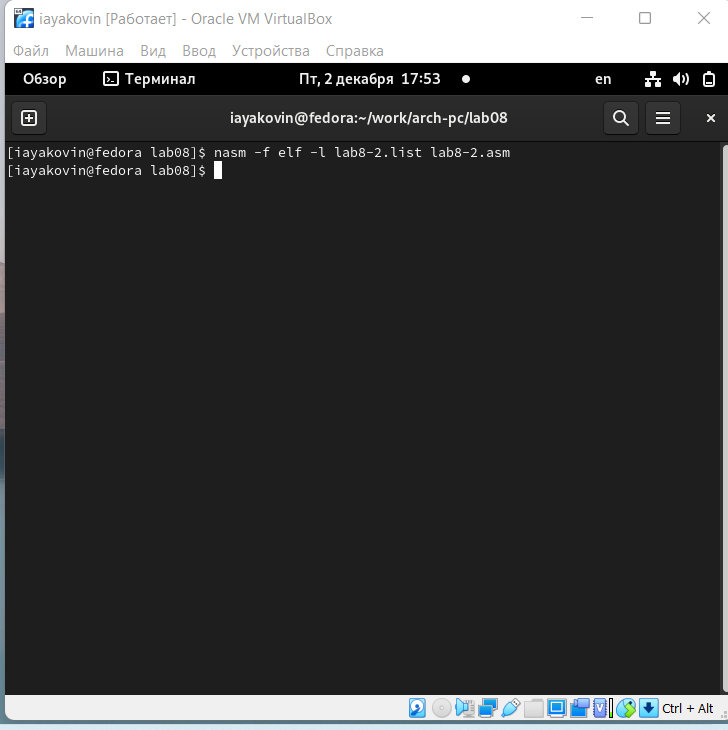 iayakovin [Работает] - Oracle VM VirtualBox
Файл Машина Вид Ввод Устройства Справка
Обзор Терминал Пт, 2 декабря 17:53 en
iayakovin@fedora:~/work/arch-pc/lab08
[iayakovin@fedora lab08]$ nasm -f elf -l lab8-2.list lab8-2.asm
[iayakovin@fedora lab08]$
Ctrl + Alt